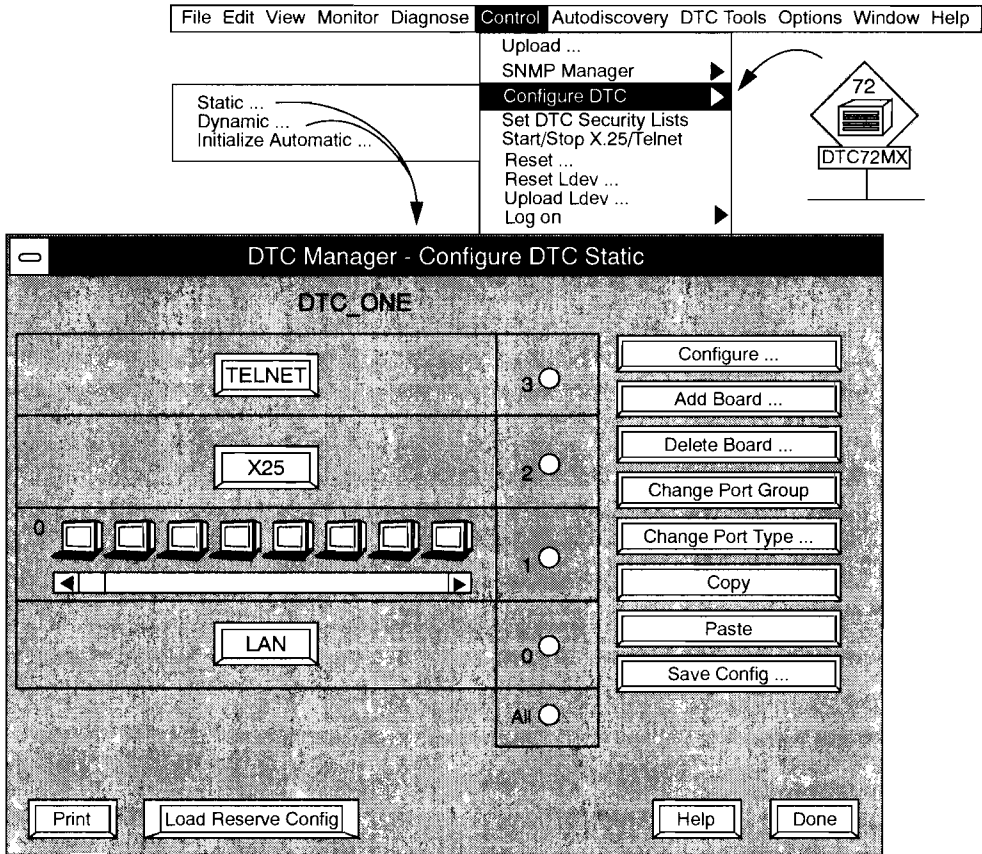 File Edit View Monitor Diagnose Control Autodiscovery DTC Tools Options Window Help
Upload ...
SNMP Manager
Configure DTC
Set DTC Security Lists
Start/Stop X.25/Telnet
Reset ...
Reset Ldev ...
Upload Ldev ...
Log on
Static ...
Dynamic ...
Initialize Automatic ...
72
DTC72MX
DTC Manager - Configure DTC Static
DTC_ONE
TELNET
3
X25
2
0
1
LAN
0
All
Configure ...
Add Board ...
Delete Board ...
Change Port Group
Change Port Type ...
Copy
Paste
Save Config ...
Print
Load Reserve Config
Help
Done